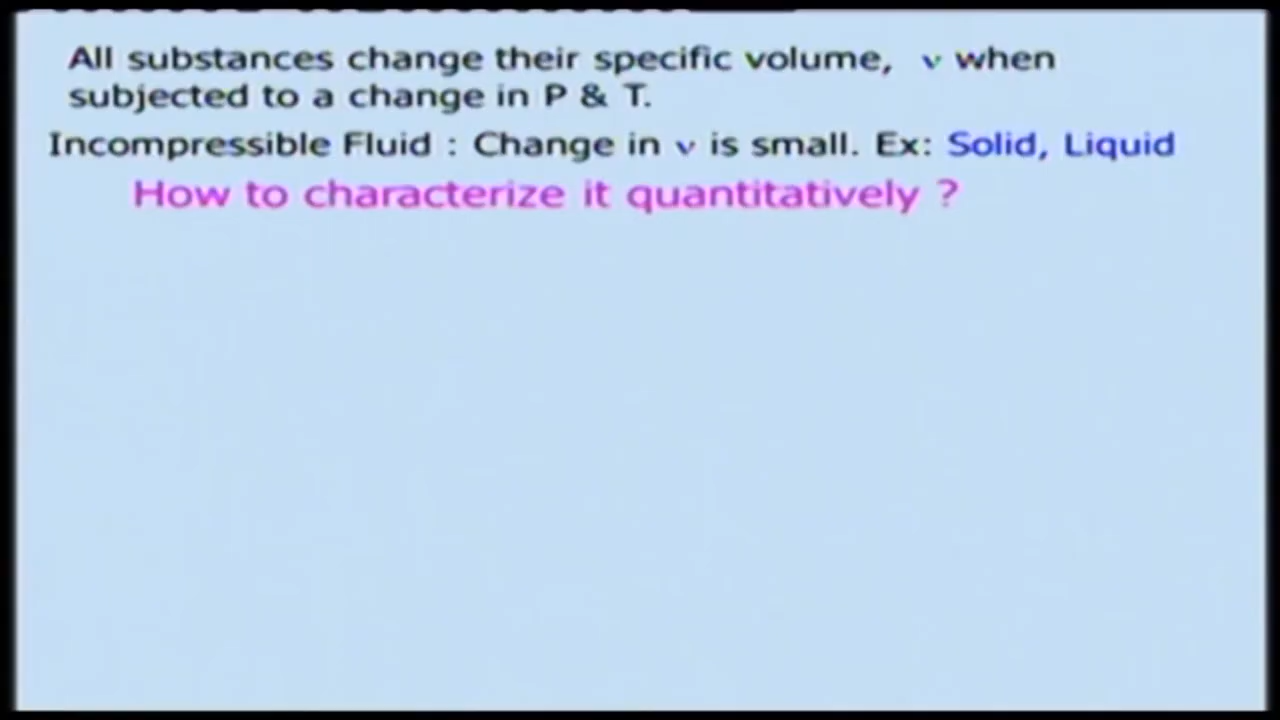 All substances change their specific volume, v when
subjected to a change in P & T.
Incompressible Fluid : Change in v is small. Ex: Solid, Liquid
How to characterize it quantitatively ?